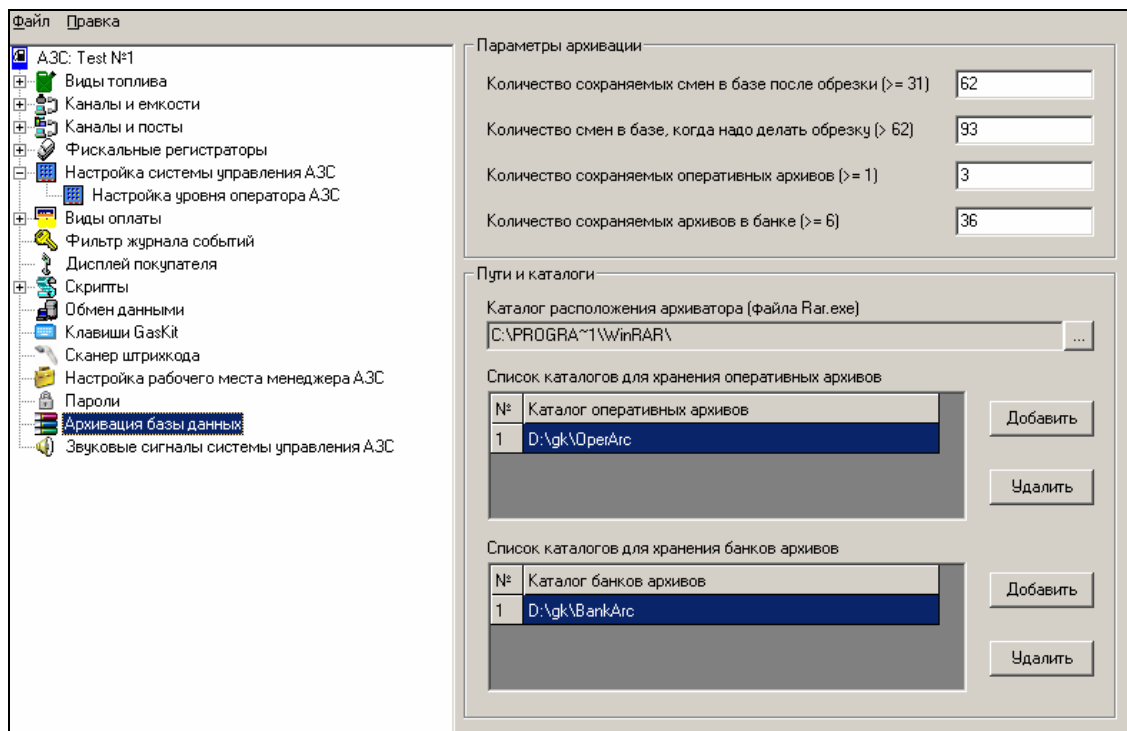 Файл Правка
АЗС: Test №1
Виды топлива
Каналы и емкости
Каналы и посты
Фискальные регистраторы
Настройка системы управления АЗС
Настройка уровня оператора АЗС
Виды оплаты
Фильтр журнала событий
Дисплей покупателя
Скрипты
Обмен данными
Клавиши GasKit
Сканер штрихкода
Настройка рабочего места менеджера АЗС
Пароли
Архивация базы данных
Звуковые сигналы системы управления АЗС
Параметры архивации
Количество сохраняемых смен в базе после обрезки (>= 31) 62
Количество смен в базе, когда надо делать обрезку (> 62) 93
Количество сохраняемых оперативных архивов (>= 1) 3
Количество сохраняемых архивов в банке (>= 6) 36
Пути и каталоги
Каталог расположения архиватора (файла Rar.exe)
C:\PROGRA~1\WinRAR\ ...
Список каталогов для хранения оперативных архивов
№ Каталог оперативных архивов
1 D:\gk\OperArc
Добавить
Удалить
Список каталогов для хранения банков архивов
№ Каталог банков архивов
1 D:\gk\BankArc
Добавить
Удалить